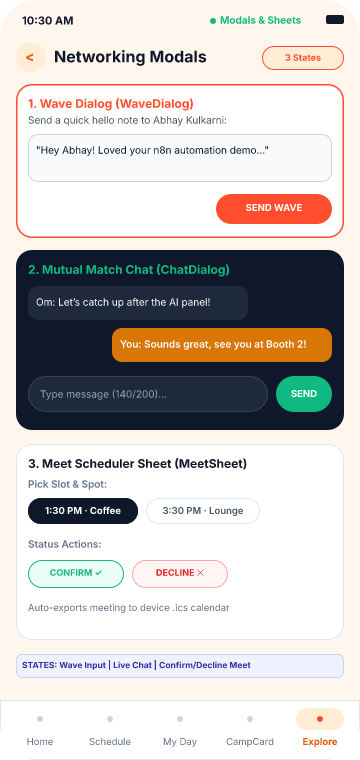 10:30 AM
Modals & Sheets
<
Networking Modals
3 States
1. Wave Dialog (WaveDialog)
Send a quick hello note to Abhay Kulkarni:
"Hey Abhay! Loved your n8n automation demo..."
SEND WAVE
2. Mutual Match Chat (ChatDialog)
Om: Let's catch up after the AI panel!
You: Sounds great, see you at Booth 2!
Type message (140/200)...
SEND
3. Meet Scheduler Sheet (MeetSheet)
Pick Slot & Spot:
1:30 PM · Coffee
3:30 PM · Lounge
Status Actions:
CONFIRM ✓
DECLINE ✕
Auto-exports meeting to device .ics calendar
STATES: Wave Input | Live Chat | Confirm/Decline Meet
Home
Schedule
My Day
CampCard
Explore